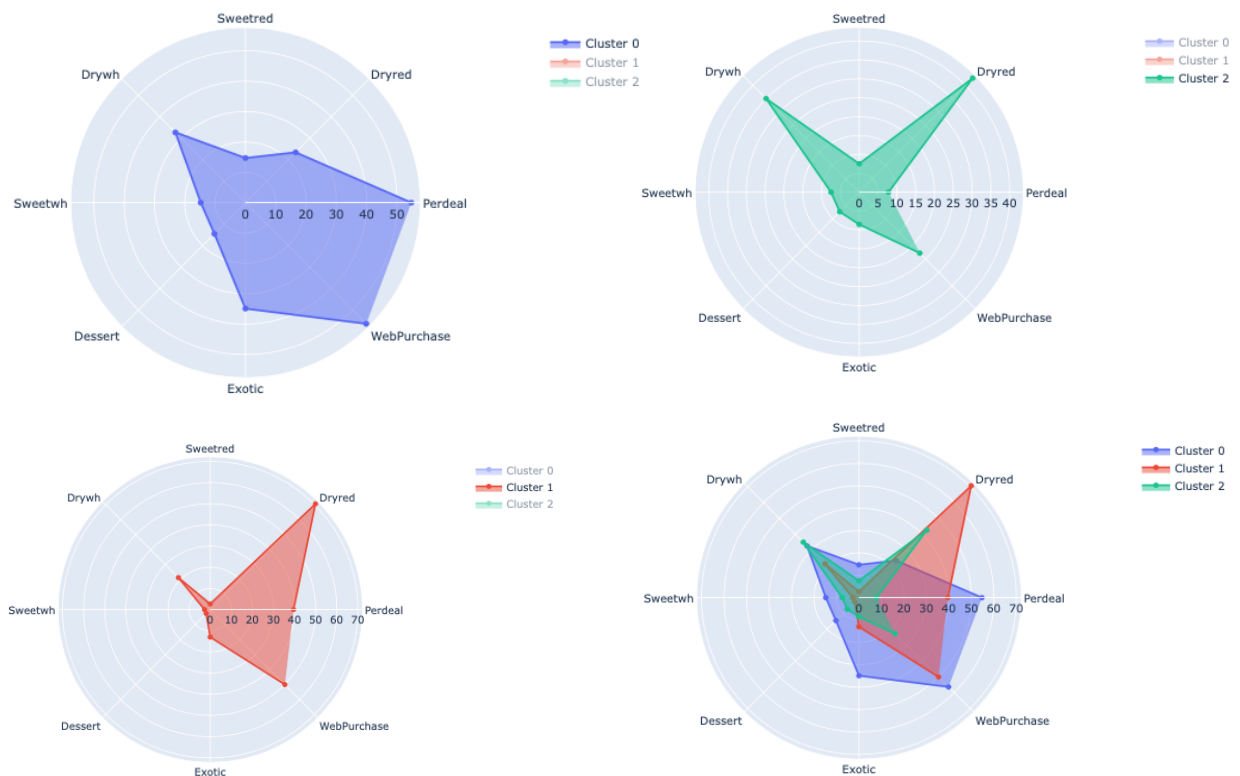 Sweetred
Drywh
Dryred
Sweetwh
0 10 20 30 40 50
Perdeal
Dessert
WebPurchase
Exotic
Cluster 0
Cluster 1
Cluster 2
Sweetred
Drywh
Dryred
Sweetwh
0 5 10 15 20 25 30 35 40
Perdeal
Dessert
WebPurchase
Exotic
Cluster 0
Cluster 1
Cluster 2
Sweetred
Drywh
Dryred
Sweetwh
0 10 20 30 40 50 60 70
Perdeal
Dessert
WebPurchase
Exotic
Cluster 0
Cluster 1
Cluster 2
Sweetred
Drywh
Dryred
Sweetwh
0 10 20 30 40 50 60 70
Perdeal
Dessert
WebPurchase
Exotic
Cluster 0
Cluster 1
Cluster 2